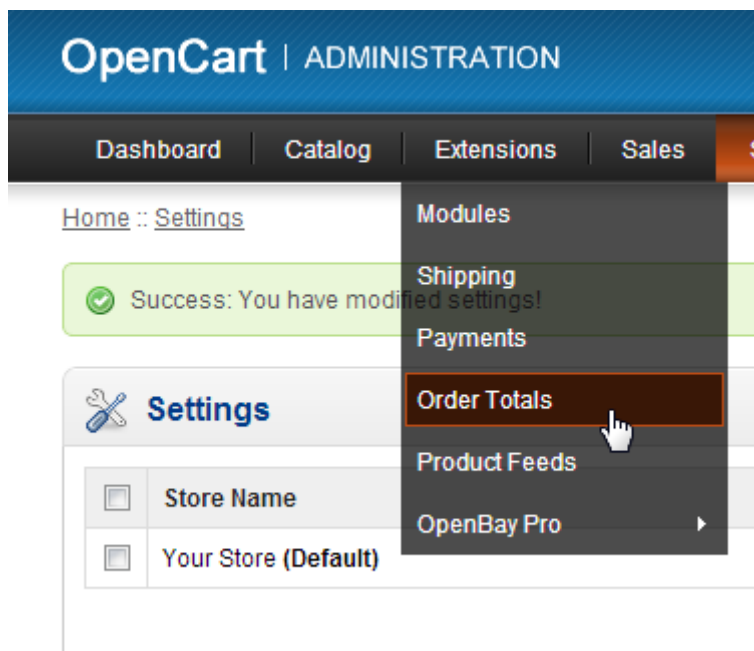 OpenCart | ADMINISTRATION
Dashboard Catalog Extensions Sales
Home :: Settings
Modules
Success: You have modified settings!
Shipping
Payments
Settings
Order Totals
Product Feeds
Store Name
OpenBay Pro
Your Store (Default)